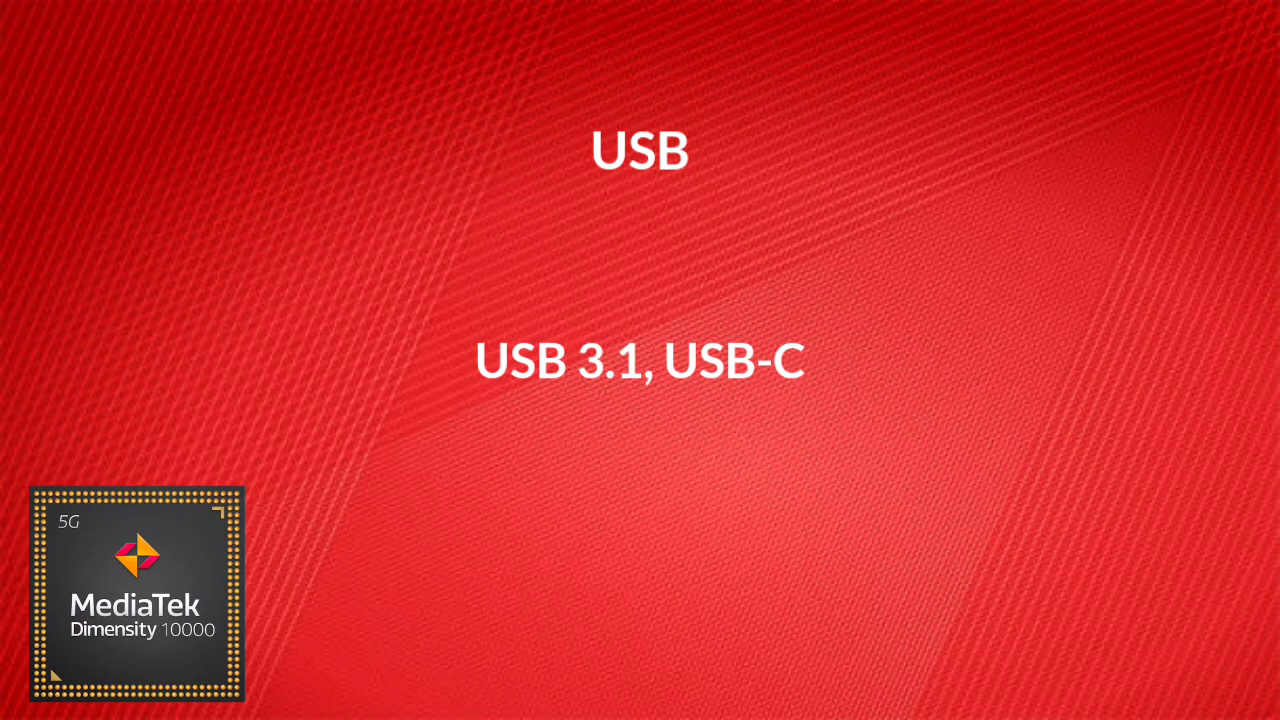 USB
USB 3.1, USB-C
5G
MediaTek
Dimensity 10000